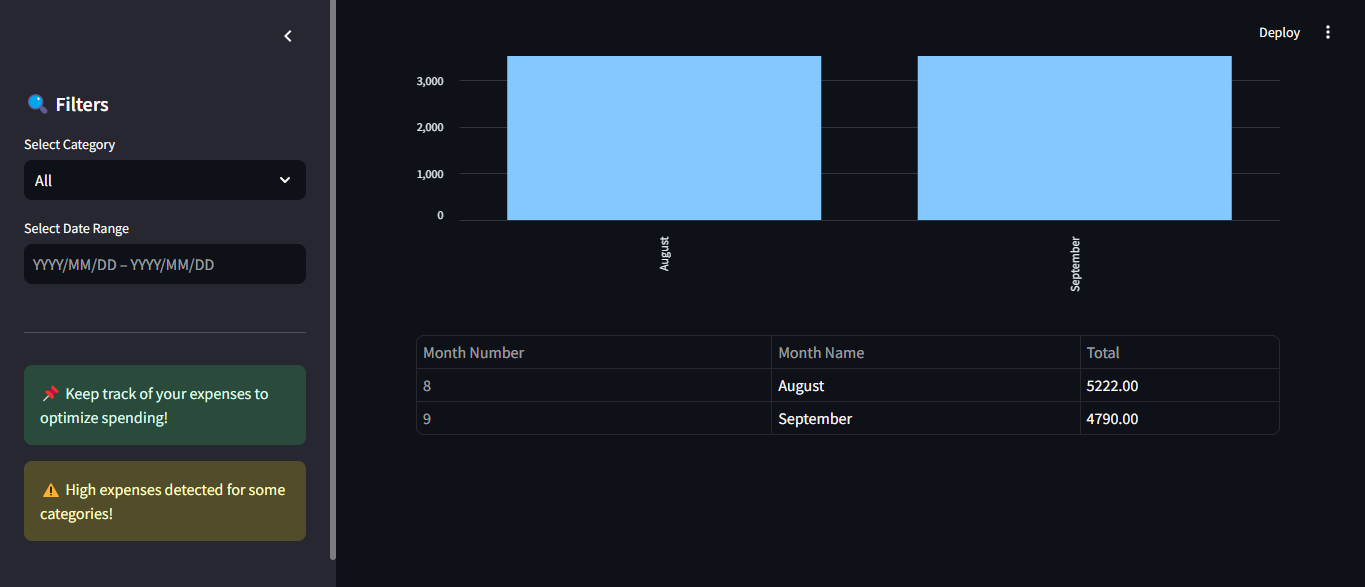 Filters
Select Category
All
Select Date Range
YYYY/MM/DD – YYYY/MM/DD
📌 Keep track of your expenses to
optimize spending!
⚠️ High expenses detected for some
categories!
Deploy
3,000
2,000
1,000
0
August
September
Month Number Month Name Total
8 August 5222.00
9 September 4790.00